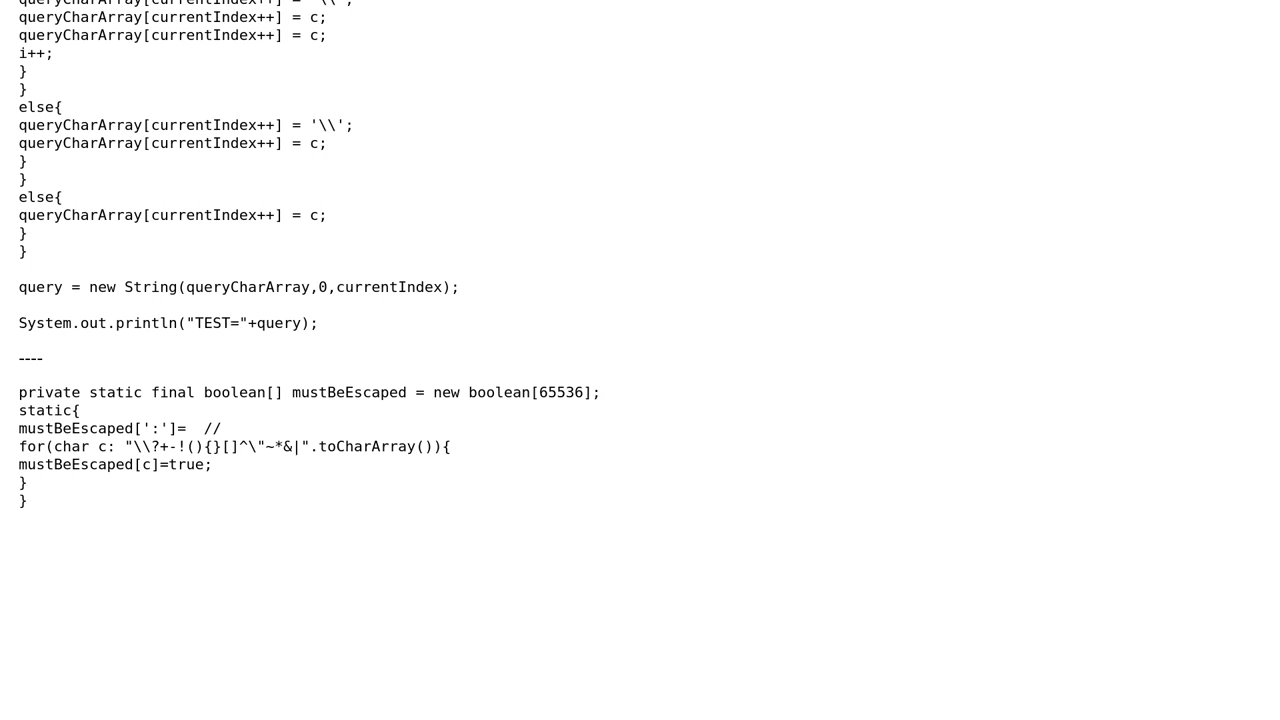 queryCharArray[currentIndex++] = '\\';
queryCharArray[currentIndex++] = c;
queryCharArray[currentIndex++] = c;
i++;
}
}
else{
queryCharArray[currentIndex++] = '\\';
queryCharArray[currentIndex++] = c;
}
}
else{
queryCharArray[currentIndex++] = c;
}
}
query = new String(queryCharArray,0,currentIndex);
System.out.println("TEST="+query);
----
private static final boolean[] mustBeEscaped = new boolean[65536];
static{
mustBeEscaped[':']=  //
for(char c: "\\?+-!(){}[]^\"~*&|".toCharArray()){
mustBeEscaped[c]=true;
}
}